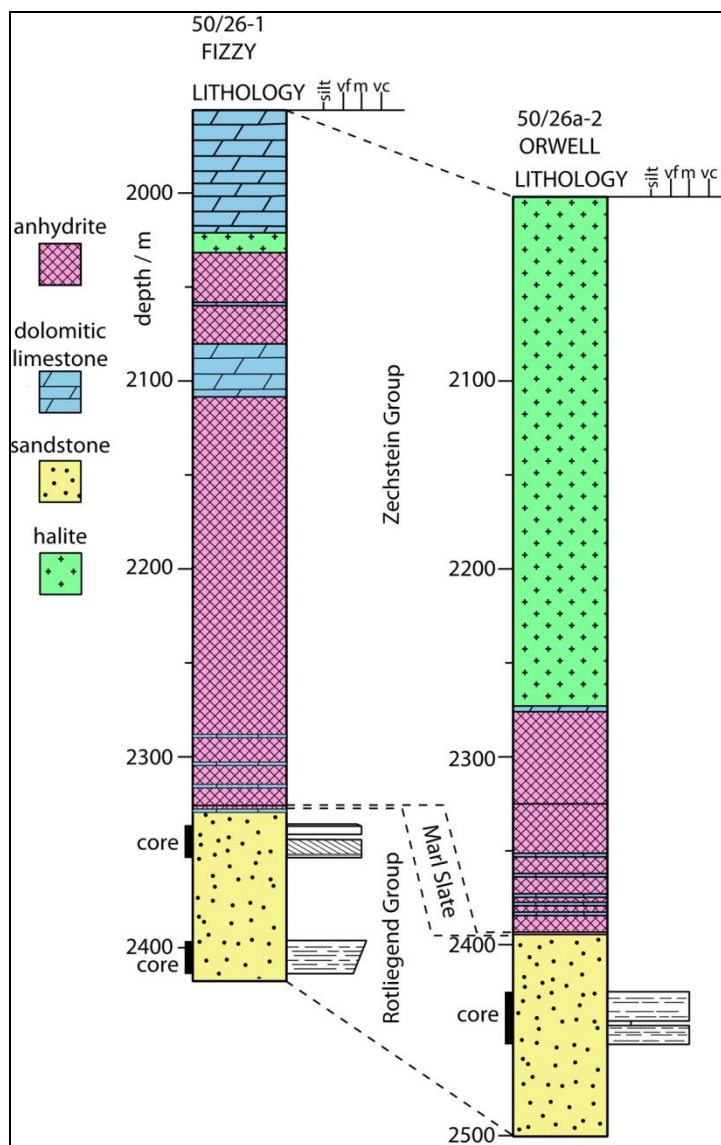 50/26-1
FIZZY
LITHOLOGY
silt
vf
m
vc
50/26a-2
ORWELL
LITHOLOGY
silt
vf
m
vc
anhydrite
dolomitic
limestone
sandstone
halite
depth / m
2000
2100
2200
2300
core
2400
core
Zechstein Group
Marl Slate
Rotliegend Group
2100
2200
2300
2400
core
2500